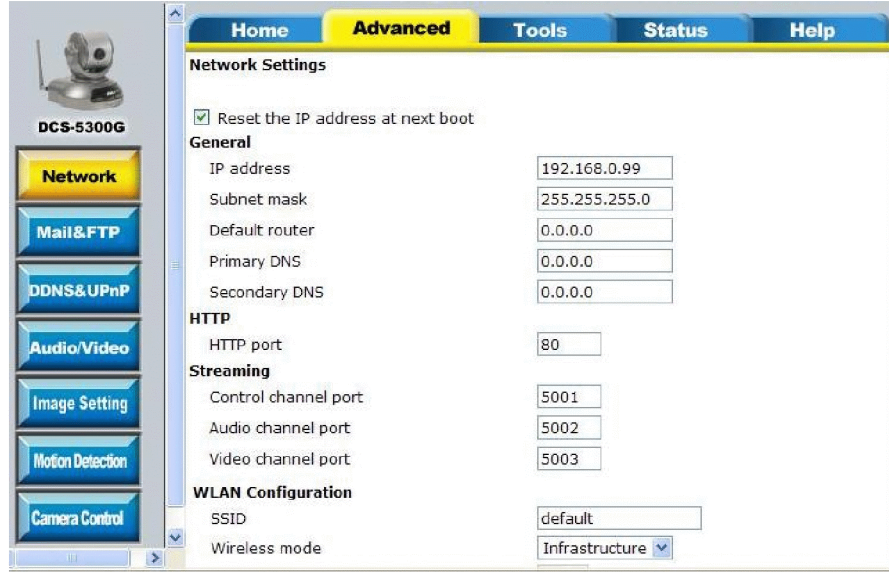 Home Advanced Tools Status Help
DCS-5300G
Network
Mail&FTP
DDNS&UPnP
Audio/Video
Image Setting
Motion Detection
Camera Control
Network Settings
Reset the IP address at next boot
General
IP address 192.168.0.99
Subnet mask 255.255.255.0
Default router 0.0.0.0
Primary DNS 0.0.0.0
Secondary DNS 0.0.0.0
HTTP
HTTP port 80
Streaming
Control channel port 5001
Audio channel port 5002
Video channel port 5003
WLAN Configuration
SSID default
Wireless mode Infrastructure